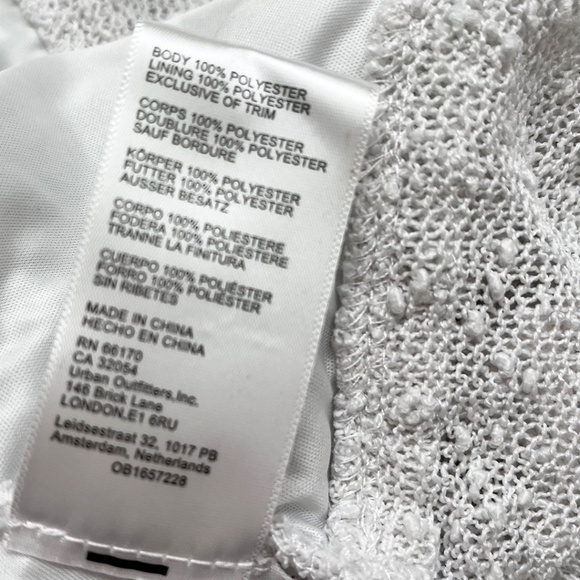 BODY 100% POLYESTER
LINING 100% POLYESTER
EXCLUSIVE OF TRIM
CORPS 100% POLYESTER
DOUBLURE 100% POLYESTER
SAUF BORDURE
KÖRPER 100% POLYESTER
FUTTER 100% POLYESTER
AUSSER BESATZ
CORPO 100% POLIESTERE
FODERA 100% POLIESTERE
TRANNE LA FINITURA
CUERPO 100% POLIÉSTER
FORRO 100% POLIÉSTER
SIN RIBETES
MADE IN CHINA
HECHO EN CHINA
RN 66170
CA 32054
Urban Outfitters,Inc.
146 Brick Lane
LONDON.E1 6RU
Leidsestraat 32, 1017 PB
Amsterdam, Netherlands
OB1657228